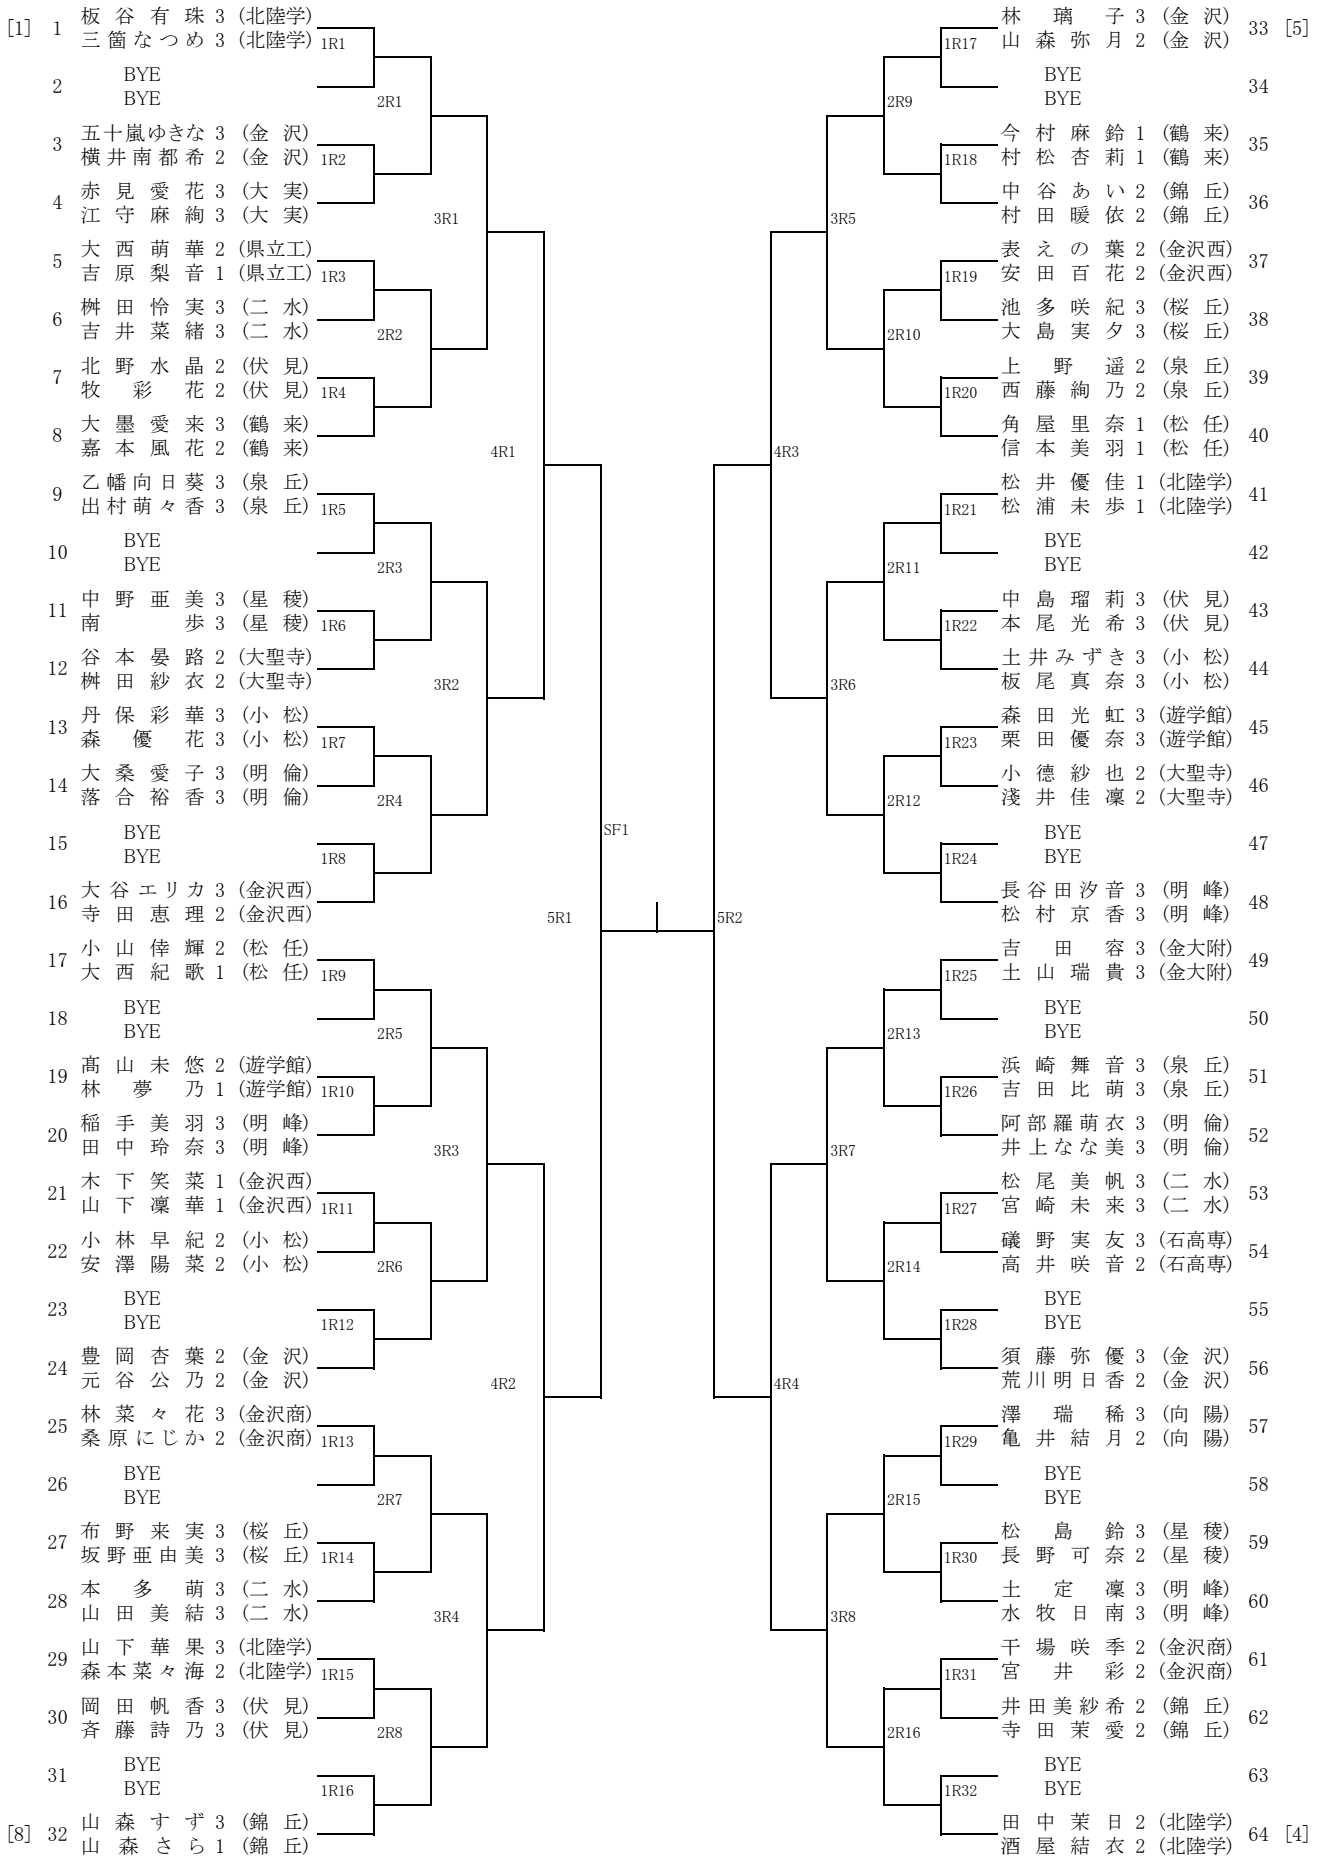 [1] 1 板谷有珠 3 (北陸学)
三箇なつめ 3 (北陸学) 1R1
2 BYE
BYE
2R1
3 五十嵐ゆきな 3 (金 沢)
横井南都希 2 (金 沢) 1R2
4 赤見愛花 3 (大 実)
江守麻絢 3 (大 実)
3R1
5 大西萌華 2 (県立工)
吉原梨音 1 (県立工) 1R3
6 桝田怜実 3 (二 水)
吉井菜緒 3 (二 水)
2R2
7 北野水晶 2 (伏 見)
牧彩花 2 (伏 見) 1R4
8 大墨愛来 3 (鶴 来)
嘉本風花 2 (鶴 来)
4R1
9 乙幡向日葵 3 (泉 丘)
出村萌々香 3 (泉 丘) 1R5
10 BYE
BYE
2R3
11 中野亜美 3 (星 稜)
南歩 3 (星 稜) 1R6
12 谷本晏路 2 (大聖寺)
桝田紗衣 2 (大聖寺)
3R2
13 丹保彩華 3 (小 松)
森優花 3 (小 松) 1R7
14 大桑愛子 3 (明 倫)
落合裕香 3 (明 倫)
2R4
15 BYE
BYE
1R8
16 大谷エリカ 3 (金沢西)
寺田恵理 2 (金沢西)
SF1
5R1
17 小山倖輝 2 (松 任)
大西紀歌 1 (松 任) 1R9
18 BYE
BYE
2R5
19 髙山未悠 2 (遊学館)
林夢乃 1 (遊学館) 1R10
20 稲手美羽 3 (明 峰)
田中玲奈 3 (明 峰)
3R3
21 木下笑菜 1 (金沢西)
山下凜華 1 (金沢西) 1R11
22 小林早紀 2 (小 松)
安澤陽菜 2 (小 松)
2R6
23 BYE
BYE
1R12
24 豊岡杏葉 2 (金 沢)
元谷公乃 2 (金 沢)
4R2
25 林菜々花 3 (金沢商)
桑原にじか 2 (金沢商) 1R13
26 BYE
BYE
2R7
27 布野来実 3 (桜 丘)
坂野亜由美 3 (桜 丘) 1R14
28 本多萌 3 (二 水)
山田美結 3 (二 水)
3R4
29 山下華果 3 (北陸学)
森本菜々海 2 (北陸学) 1R15
30 岡田帆香 3 (伏 見)
斉藤詩乃 3 (伏 見)
2R8
31 BYE
BYE
1R16
[8] 32 山森すず 3 (錦 丘)
山森さら 1 (錦 丘)
林璃子 3 (金 沢) 33 [5]
1R17 山森弥月 2 (金 沢)
BYE 34
BYE
2R9
今村麻鈴 1 (鶴 来) 35
1R18 村松杏莉 1 (鶴 来)
中谷あい 2 (錦 丘) 36
村田暖依 2 (錦 丘)
3R5
表えの葉 2 (金沢西) 37
1R19 安田百花 2 (金沢西)
池多咲紀 3 (桜 丘) 38
大島実夕 3 (桜 丘)
2R10
上野遥 2 (泉 丘) 39
1R20 西藤絢乃 2 (泉 丘)
角屋里奈 1 (松 任) 40
信本美羽 1 (松 任)
4R3
松井優佳 1 (北陸学) 41
1R21 松浦未歩 1 (北陸学)
BYE 42
BYE
2R11
中島瑠莉 3 (伏 見) 43
1R22 本尾光希 3 (伏 見)
土井みずき 3 (小 松) 44
板尾真奈 3 (小 松)
3R6
森田光虹 3 (遊学館) 45
1R23 栗田優奈 3 (遊学館)
小徳紗也 2 (大聖寺) 46
淺井佳凜 2 (大聖寺)
2R12
BYE 47
BYE
1R24
長谷田汐音 3 (明 峰) 48
松村京香 3 (明 峰)
5R2
吉田容 3 (金大附) 49
1R25 土山瑞貴 3 (金大附)
BYE 50
BYE
2R13
浜崎舞音 3 (泉 丘) 51
1R26 吉田比萌 3 (泉 丘)
阿部羅萌衣 3 (明 倫) 52
井上なな美 3 (明 倫)
3R7
松尾美帆 3 (二 水) 53
1R27 宮崎未来 3 (二 水)
礒野実友 3 (石高専) 54
高井咲音 2 (石高専)
2R14
BYE 55
BYE
1R28
須藤弥優 3 (金 沢) 56
荒川明日香 2 (金 沢)
4R4
澤瑞稀 3 (向 陽) 57
1R29 亀井結月 2 (向 陽)
BYE 58
BYE
2R15
松島鈴 3 (星 稜) 59
1R30 長野可奈 2 (星 稜)
土定凜 3 (明 峰) 60
水牧日南 3 (明 峰)
3R8
干場咲季 2 (金沢商) 61
1R31 宮井彩 2 (金沢商)
井田美紗希 2 (錦 丘) 62
寺田茉愛 2 (錦 丘)
2R16
BYE 63
BYE
1R32
田中茉日 2 (北陸学) 64 [4]
酒屋結衣 2 (北陸学)